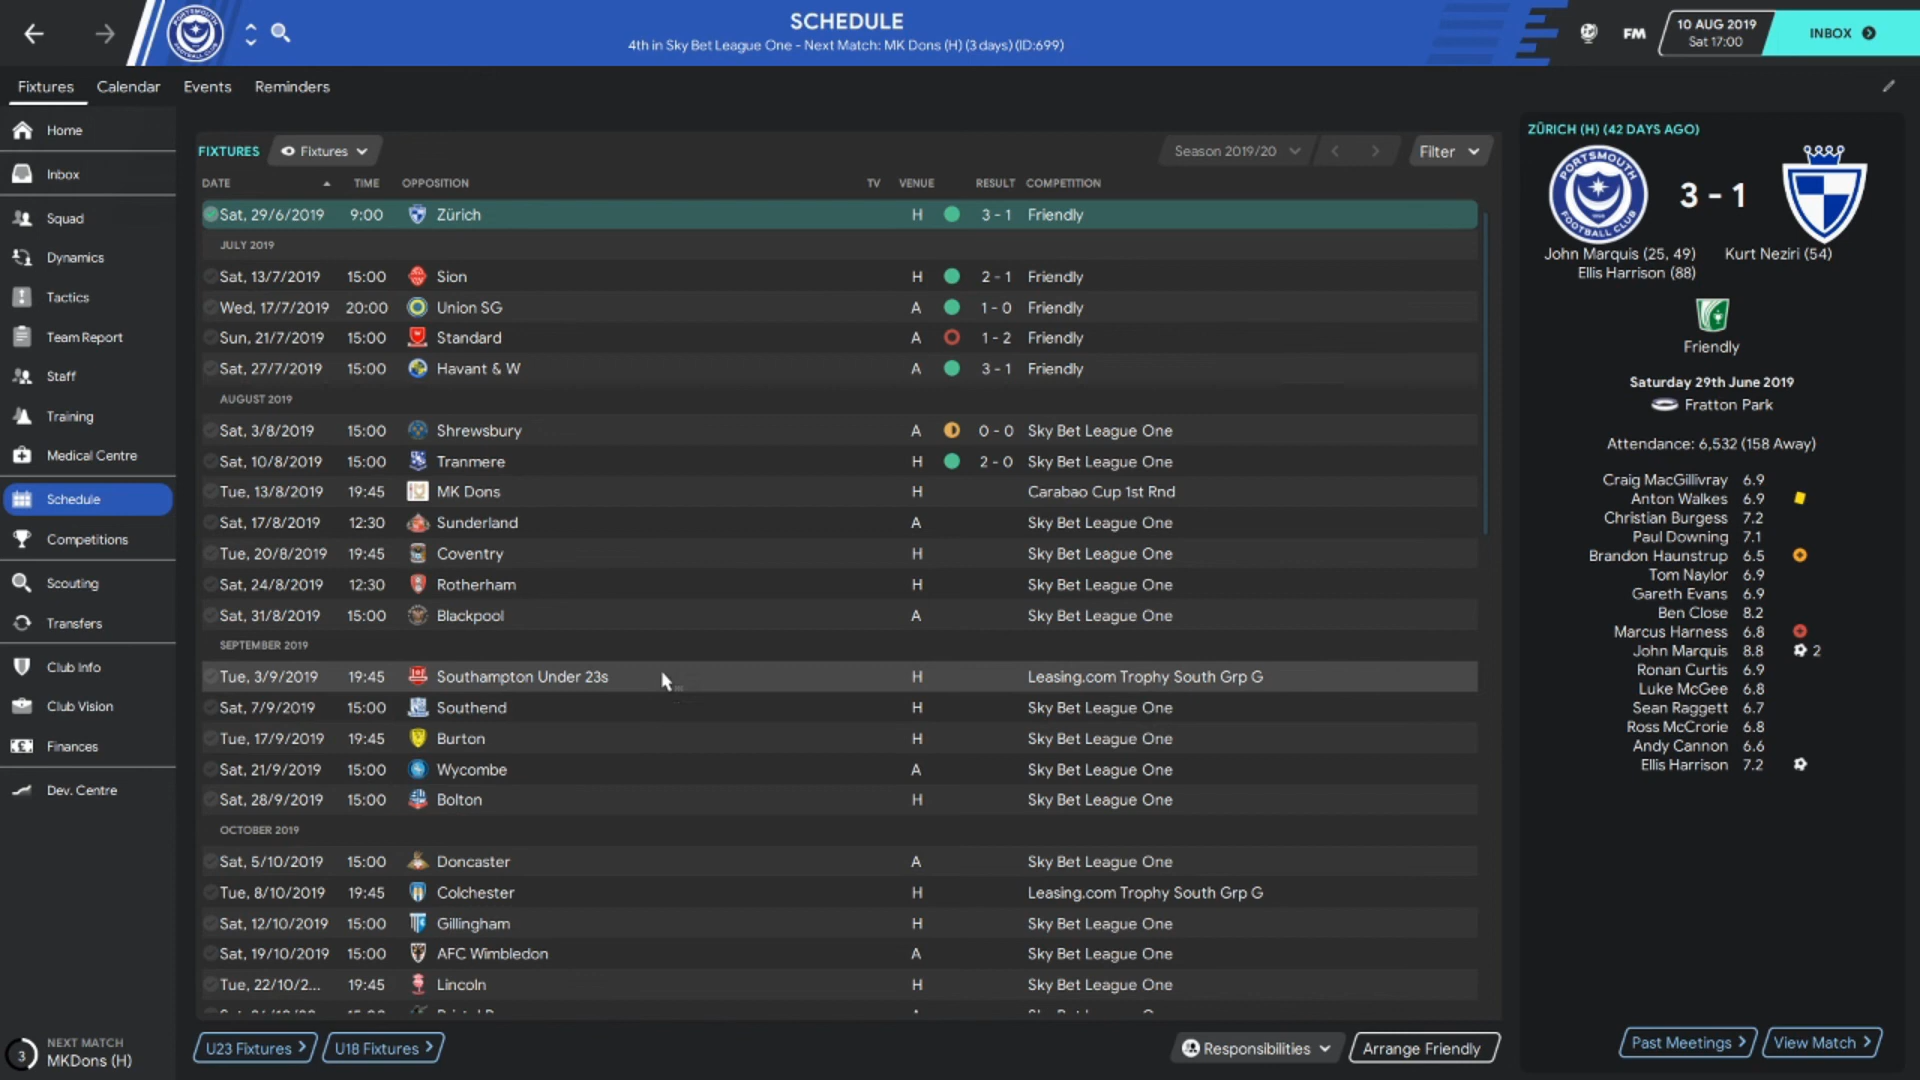 SCHEDULE
4th in Sky Bet League One - Next Match: MK Dons (H) (3 days) (ID:699)
FM
10 AUG 2019
Sat 17:00
INBOX
Fixtures Calendar Events Reminders
Home
Inbox
Squad
Dynamics
Tactics
Team Report
Staff
Training
Medical Centre
Schedule
Competitions
Scouting
Transfers
Club Info
Club Vision
Finances
Dev. Centre
NEXT MATCH
3 MKDons (H)
FIXTURES Fixtures Season 2019/20 Filter
DATE TIME OPPOSITION TV VENUE RESULT COMPETITION
Sat, 29/6/2019 9:00 Zürich H 3 - 1 Friendly
JULY 2019
Sat, 13/7/2019 15:00 Sion H 2 - 1 Friendly
Wed, 17/7/2019 20:00 Union SG A 1 - 0 Friendly
Sun, 21/7/2019 15:00 Standard A 1 - 2 Friendly
Sat, 27/7/2019 15:00 Havant & W A 3 - 1 Friendly
AUGUST 2019
Sat, 3/8/2019 15:00 Shrewsbury A 0 - 0 Sky Bet League One
Sat, 10/8/2019 15:00 Tranmere H 2 - 0 Sky Bet League One
Tue, 13/8/2019 19:45 MK Dons H Carabao Cup 1st Rnd
Sat, 17/8/2019 12:30 Sunderland A Sky Bet League One
Tue, 20/8/2019 19:45 Coventry H Sky Bet League One
Sat, 24/8/2019 12:30 Rotherham H Sky Bet League One
Sat, 31/8/2019 15:00 Blackpool A Sky Bet League One
SEPTEMBER 2019
Tue, 3/9/2019 19:45 Southampton Under 23s H Leasing.com Trophy South Grp G
Sat, 7/9/2019 15:00 Southend H Sky Bet League One
Tue, 17/9/2019 19:45 Burton H Sky Bet League One
Sat, 21/9/2019 15:00 Wycombe A Sky Bet League One
Sat, 28/9/2019 15:00 Bolton H Sky Bet League One
OCTOBER 2019
Sat, 5/10/2019 15:00 Doncaster A Sky Bet League One
Tue, 8/10/2019 19:45 Colchester H Leasing.com Trophy South Grp G
Sat, 12/10/2019 15:00 Gillingham H Sky Bet League One
Sat, 19/10/2019 15:00 AFC Wimbledon A Sky Bet League One
Tue, 22/10/2... 19:45 Lincoln H Sky Bet League One
U23 Fixtures U18 Fixtures Responsibilities Arrange Friendly
ZÜRICH (H) (42 DAYS AGO)
PORTSMOUTH FOOTBALL CLUB
3 - 1
John Marquis (25, 49) Kurt Neziri (54)
Ellis Harrison (88)
Friendly
Saturday 29th June 2019
Fratton Park
Attendance: 6,532 (158 Away)
Craig MacGillivray 6.9
Anton Walkes 6.9
Christian Burgess 7.2
Paul Downing 7.1
Brandon Haunstrup 6.5
Tom Naylor 6.9
Gareth Evans 6.9
Ben Close 8.2
Marcus Harness 6.8
John Marquis 8.8 2
Ronan Curtis 6.9
Luke McGee 6.8
Sean Raggett 6.7
Ross McCrorie 6.8
Andy Cannon 6.6
Ellis Harrison 7.2
Past Meetings View Match